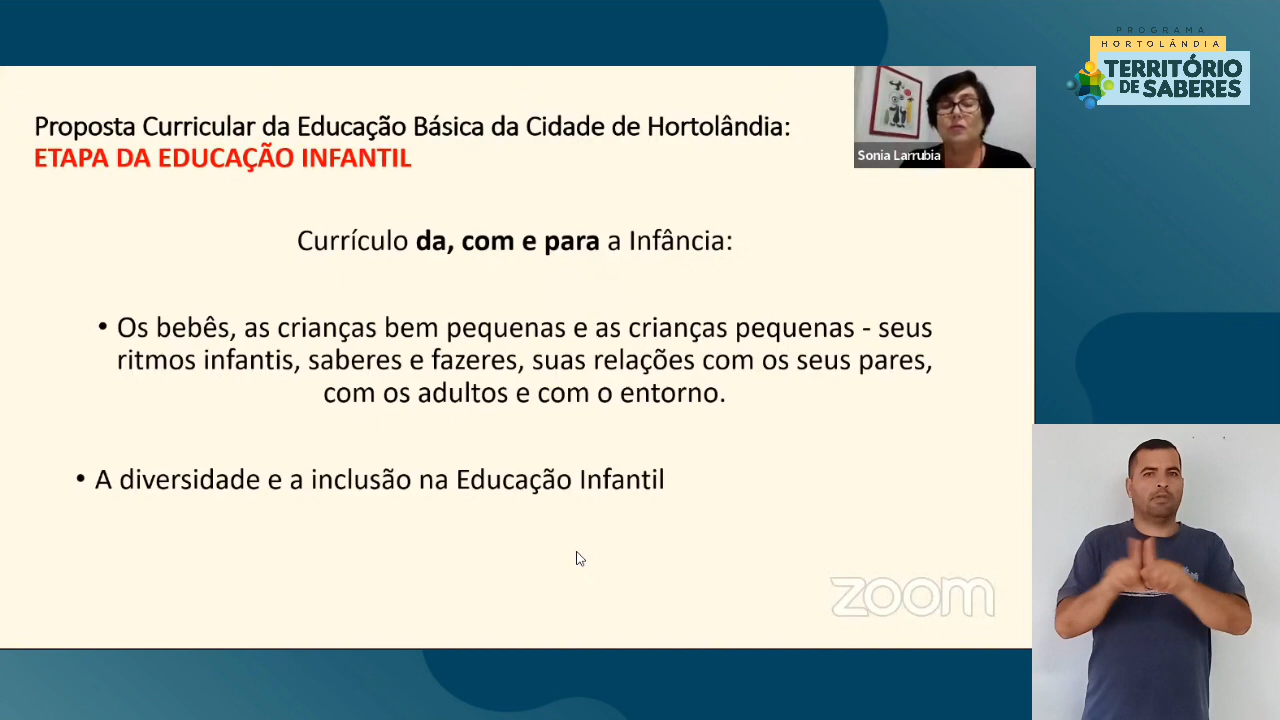 PROGRAMA
HORTOLÂNDIA
TERRITÓRIO
DE SABERES
Proposta Curricular da Educação Básica da Cidade de Hortolândia:
ETAPA DA EDUCAÇÃO INFANTIL
Sonia Larrubia
Currículo da, com e para a Infância:
• Os bebês, as crianças bem pequenas e as crianças pequenas - seus
ritmos infantis, saberes e fazeres, suas relações com os seus pares,
com os adultos e com o entorno.
• A diversidade e a inclusão na Educação Infantil
zoom